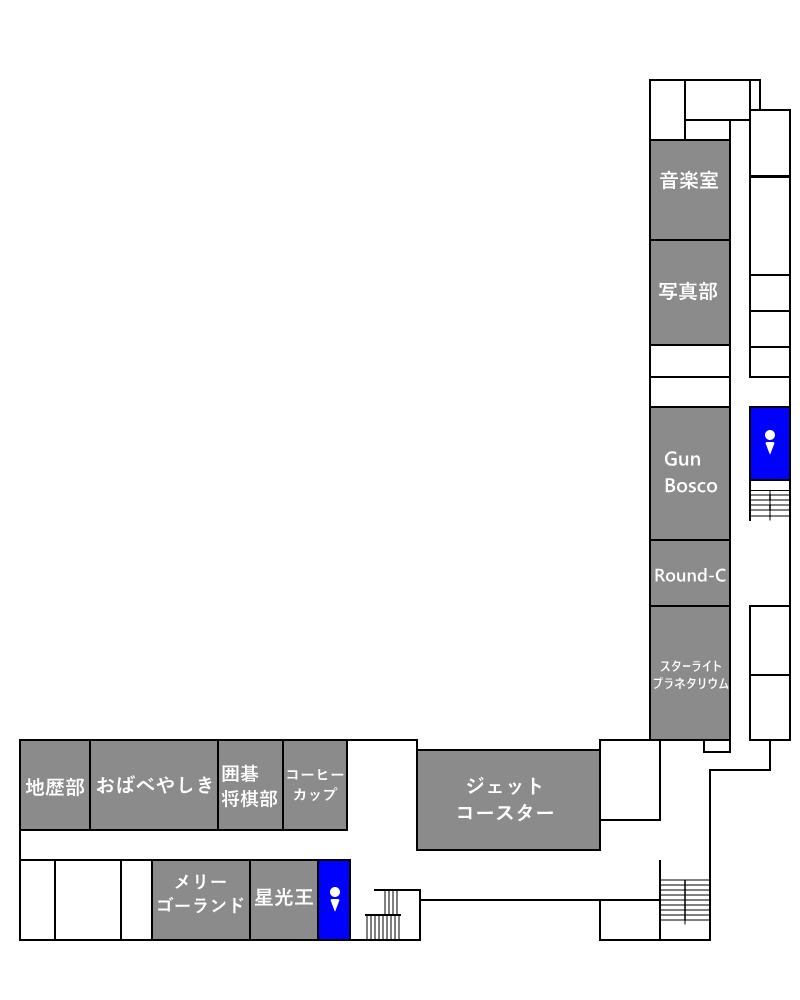 音楽室
写真部
Gun
Bosco
Round-C
スターライト
プラネタリウム
地歴部
おばべやしき
囲碁
将棋部
コーヒー
カップ
ジェット
コースター
メリー
ゴーランド
星光王